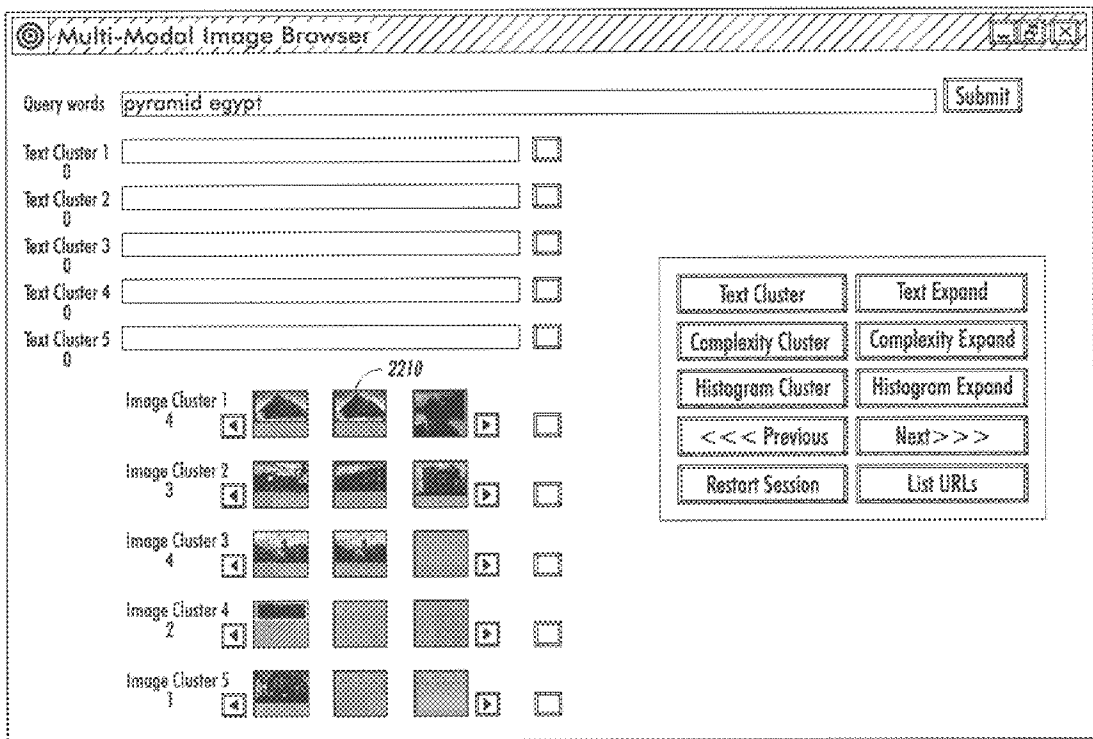 Multi-Modal Image Browser
Query words pyramid egypt Submit
Text Cluster 1
0
Text Cluster 2
0
Text Cluster 3
0
Text Cluster 4
0
Text Cluster 5
0
Text Cluster Text Expand
Complexity Cluster Complexity Expand
Histogram Cluster Histogram Expand
<<< Previous Next>>>
Restart Session List URLs
2210
Image Cluster 1
4
Image Cluster 2
3
Image Cluster 3
4
Image Cluster 4
2
Image Cluster 5
1